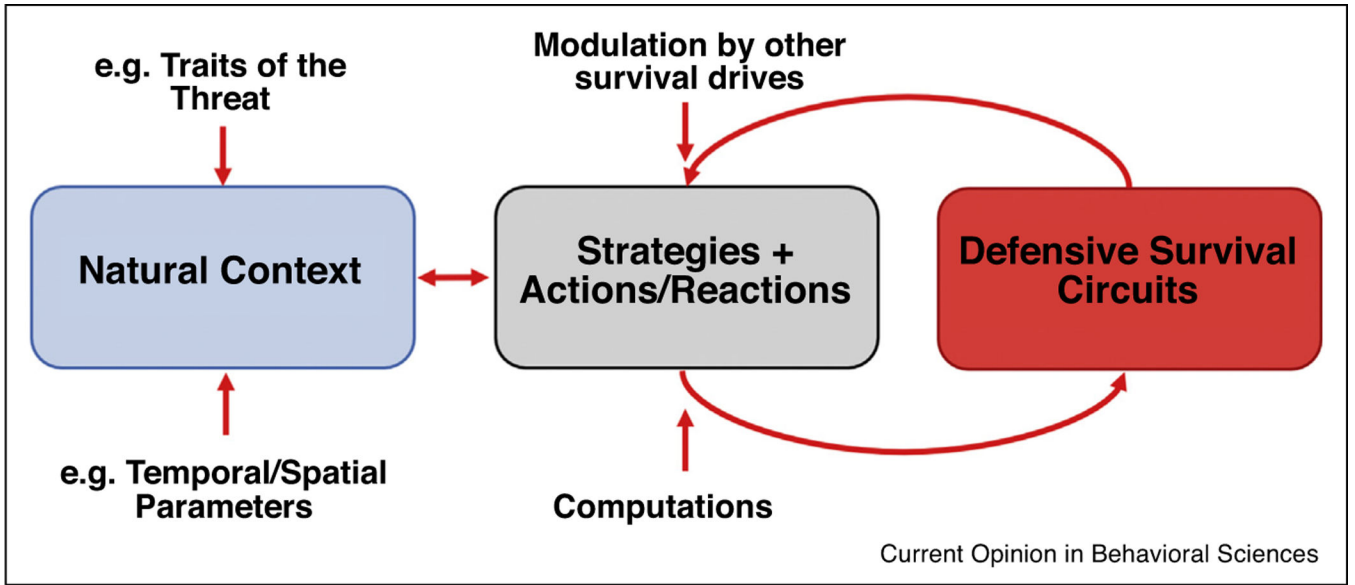 e.g. Traits of the
Threat
Modulation by other
survival drives
Natural Context
Strategies +
Actions/Reactions
Defensive Survival
Circuits
e.g. Temporal/Spatial
Parameters
Computations
Current Opinion in Behavioral Sciences